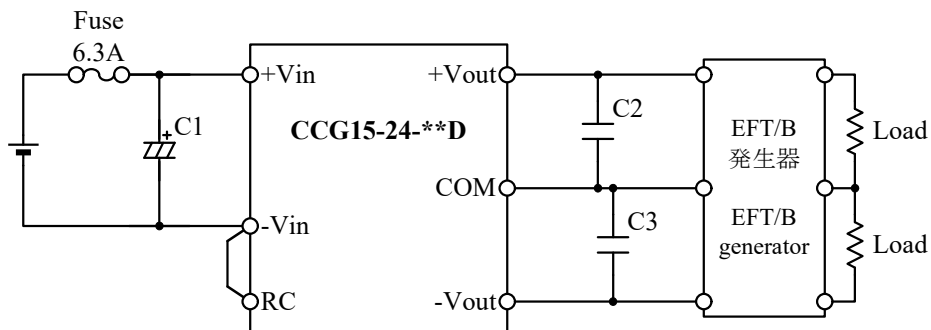 Fuse
6.3A
+Vin
+Vout
C1
CCG15-24-**D
C2
EFT/B
発生器
Load
COM
-Vin
C3
EFT/B
generator
Load
RC
-Vout